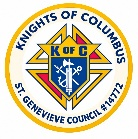 KNIGHTS OF COLUMBUS
K OF C
ST. GENEVIEVE COUNCIL #14772